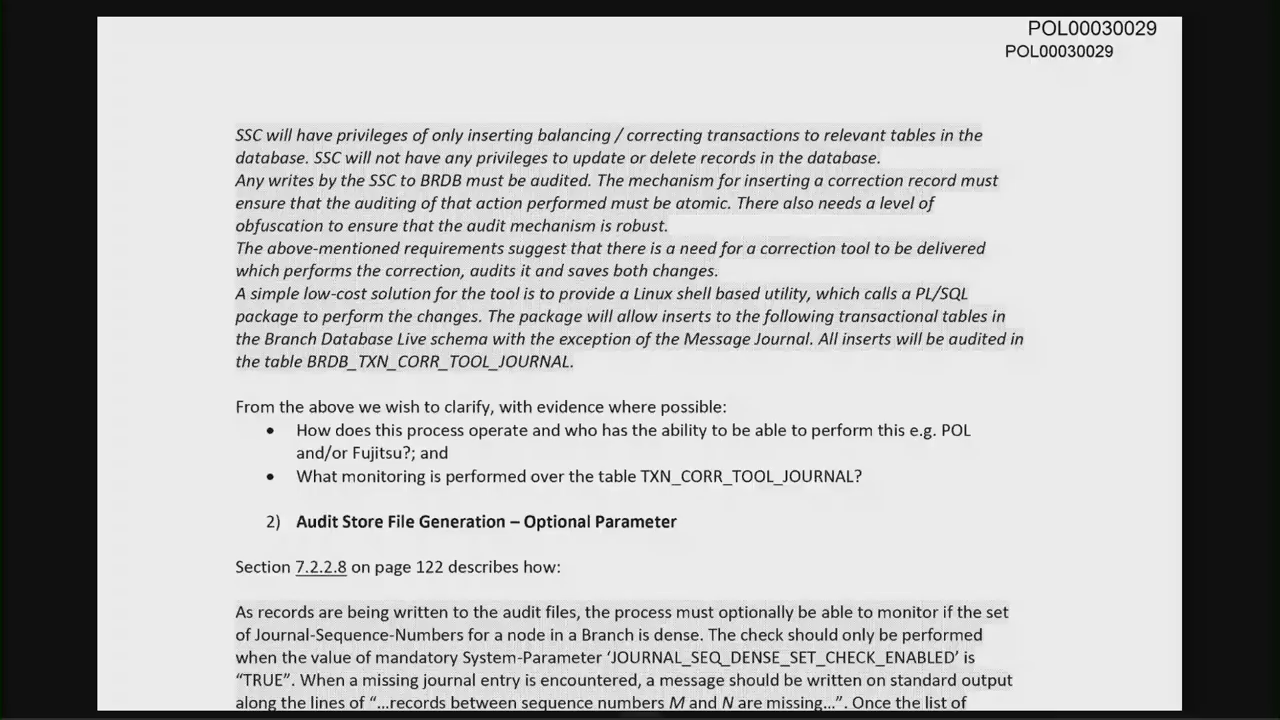 POL00030029
POL00030029
SSC will have privileges of only inserting balancing / correcting transactions to relevant tables in the
database. SSC will not have any privileges to update or delete records in the database.
Any writes by the SSC to BRDB must be audited. The mechanism for inserting a correction record must
ensure that the auditing of that action performed must be atomic. There also needs a level of
obfuscation to ensure that the audit mechanism is robust.
The above-mentioned requirements suggest that there is a need for a correction tool to be delivered
which performs the correction, audits it and saves both changes.
A simple low-cost solution for the tool is to provide a Linux shell based utility, which calls a PL/SQL
package to perform the changes. The package will allow inserts to the following transactional tables in
the Branch Database Live schema with the exception of the Message Journal. All inserts will be audited in
the table BRDB_TXN_CORR_TOOL_JOURNAL.
From the above we wish to clarify, with evidence where possible:
• How does this process operate and who has the ability to be able to perform this e.g. POL
and/or Fujitsu?; and
• What monitoring is performed over the table TXN_CORR_TOOL_JOURNAL?
2) Audit Store File Generation – Optional Parameter
Section 7.2.2.8 on page 122 describes how:
As records are being written to the audit files, the process must optionally be able to monitor if the set
of Journal-Sequence-Numbers for a node in a Branch is dense. The check should only be performed
when the value of mandatory System-Parameter ‘JOURNAL_SEQ_DENSE_SET_CHECK_ENABLED’ is
“TRUE”. When a missing journal entry is encountered, a message should be written on standard output
along the lines of “…records between sequence numbers M and N are missing…”. Once the list of